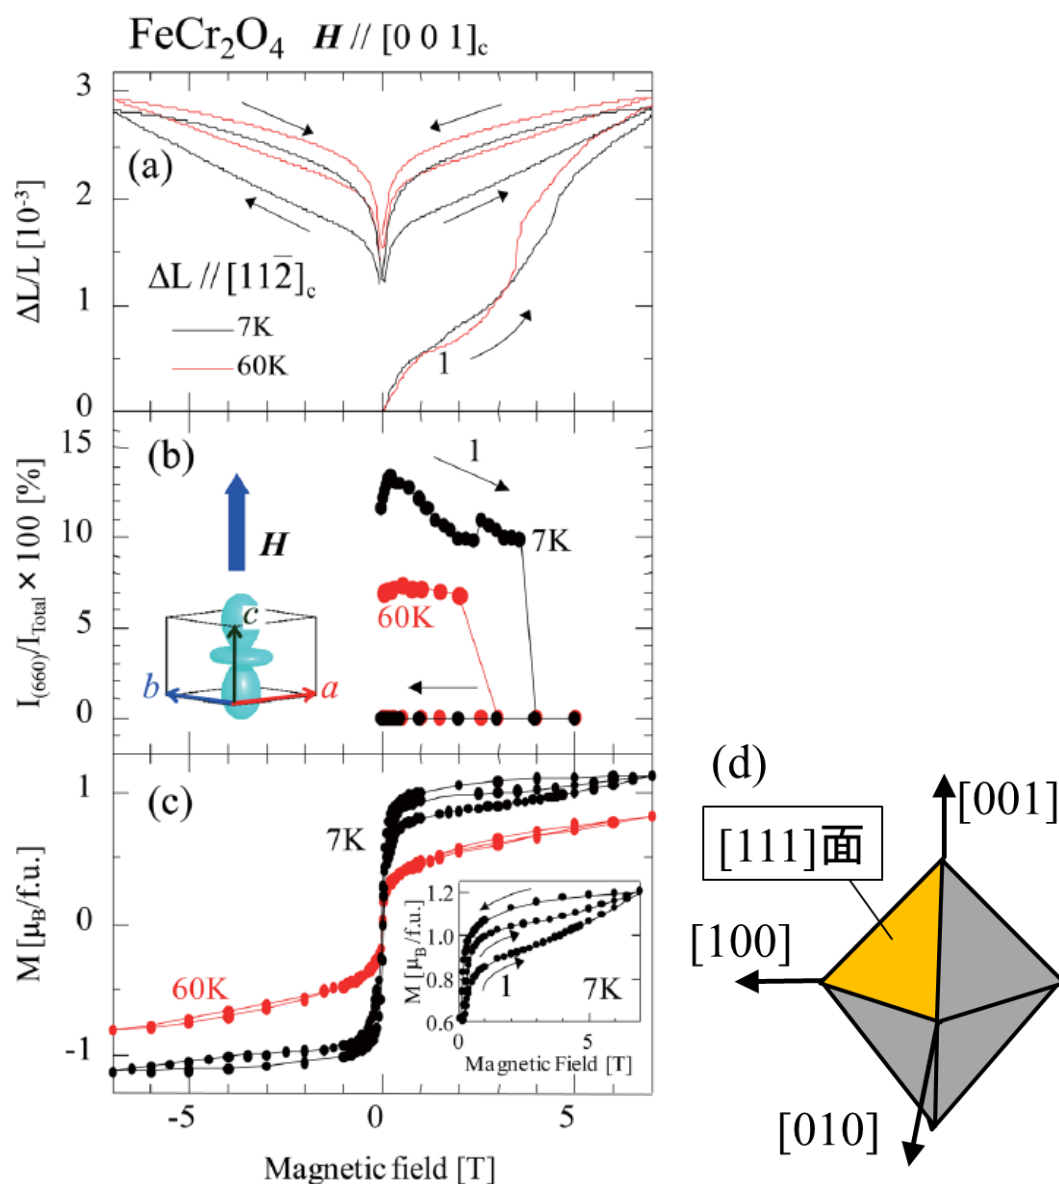 FeCr₂O₄ H // [0 0 1]c
(a)
ΔL/L [10⁻³]
3
2
1
0
ΔL // [112̅]c
7K
60K
1
(b)
I(660)/ITotal × 100 [%]
15
10
5
0
H
c
b
a
1
7K
60K
(c)
M [μB/f.u.]
1
0
-1
7K
60K
M [μB/f.u.]
1.2
1.0
0.8
0.6
1
7K
0
5
Magnetic Field [T]
-5
0
5
Magnetic field [T]
(d)
[001]
[111]面
[100]
[010]